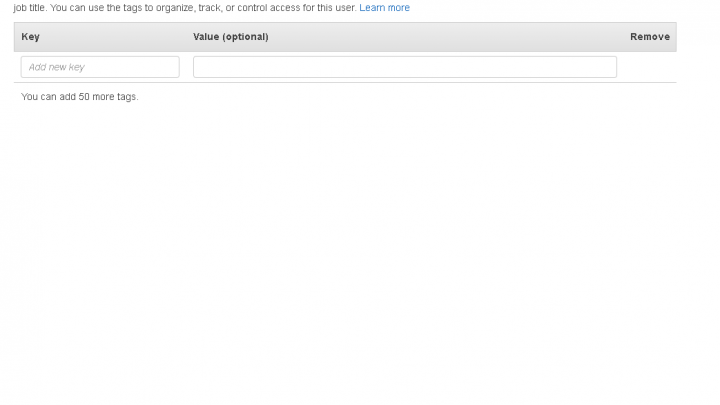 job title. You can use the tags to organize, track, or control access for this user. Learn more
Key Value (optional) Remove
Add new key
You can add 50 more tags.